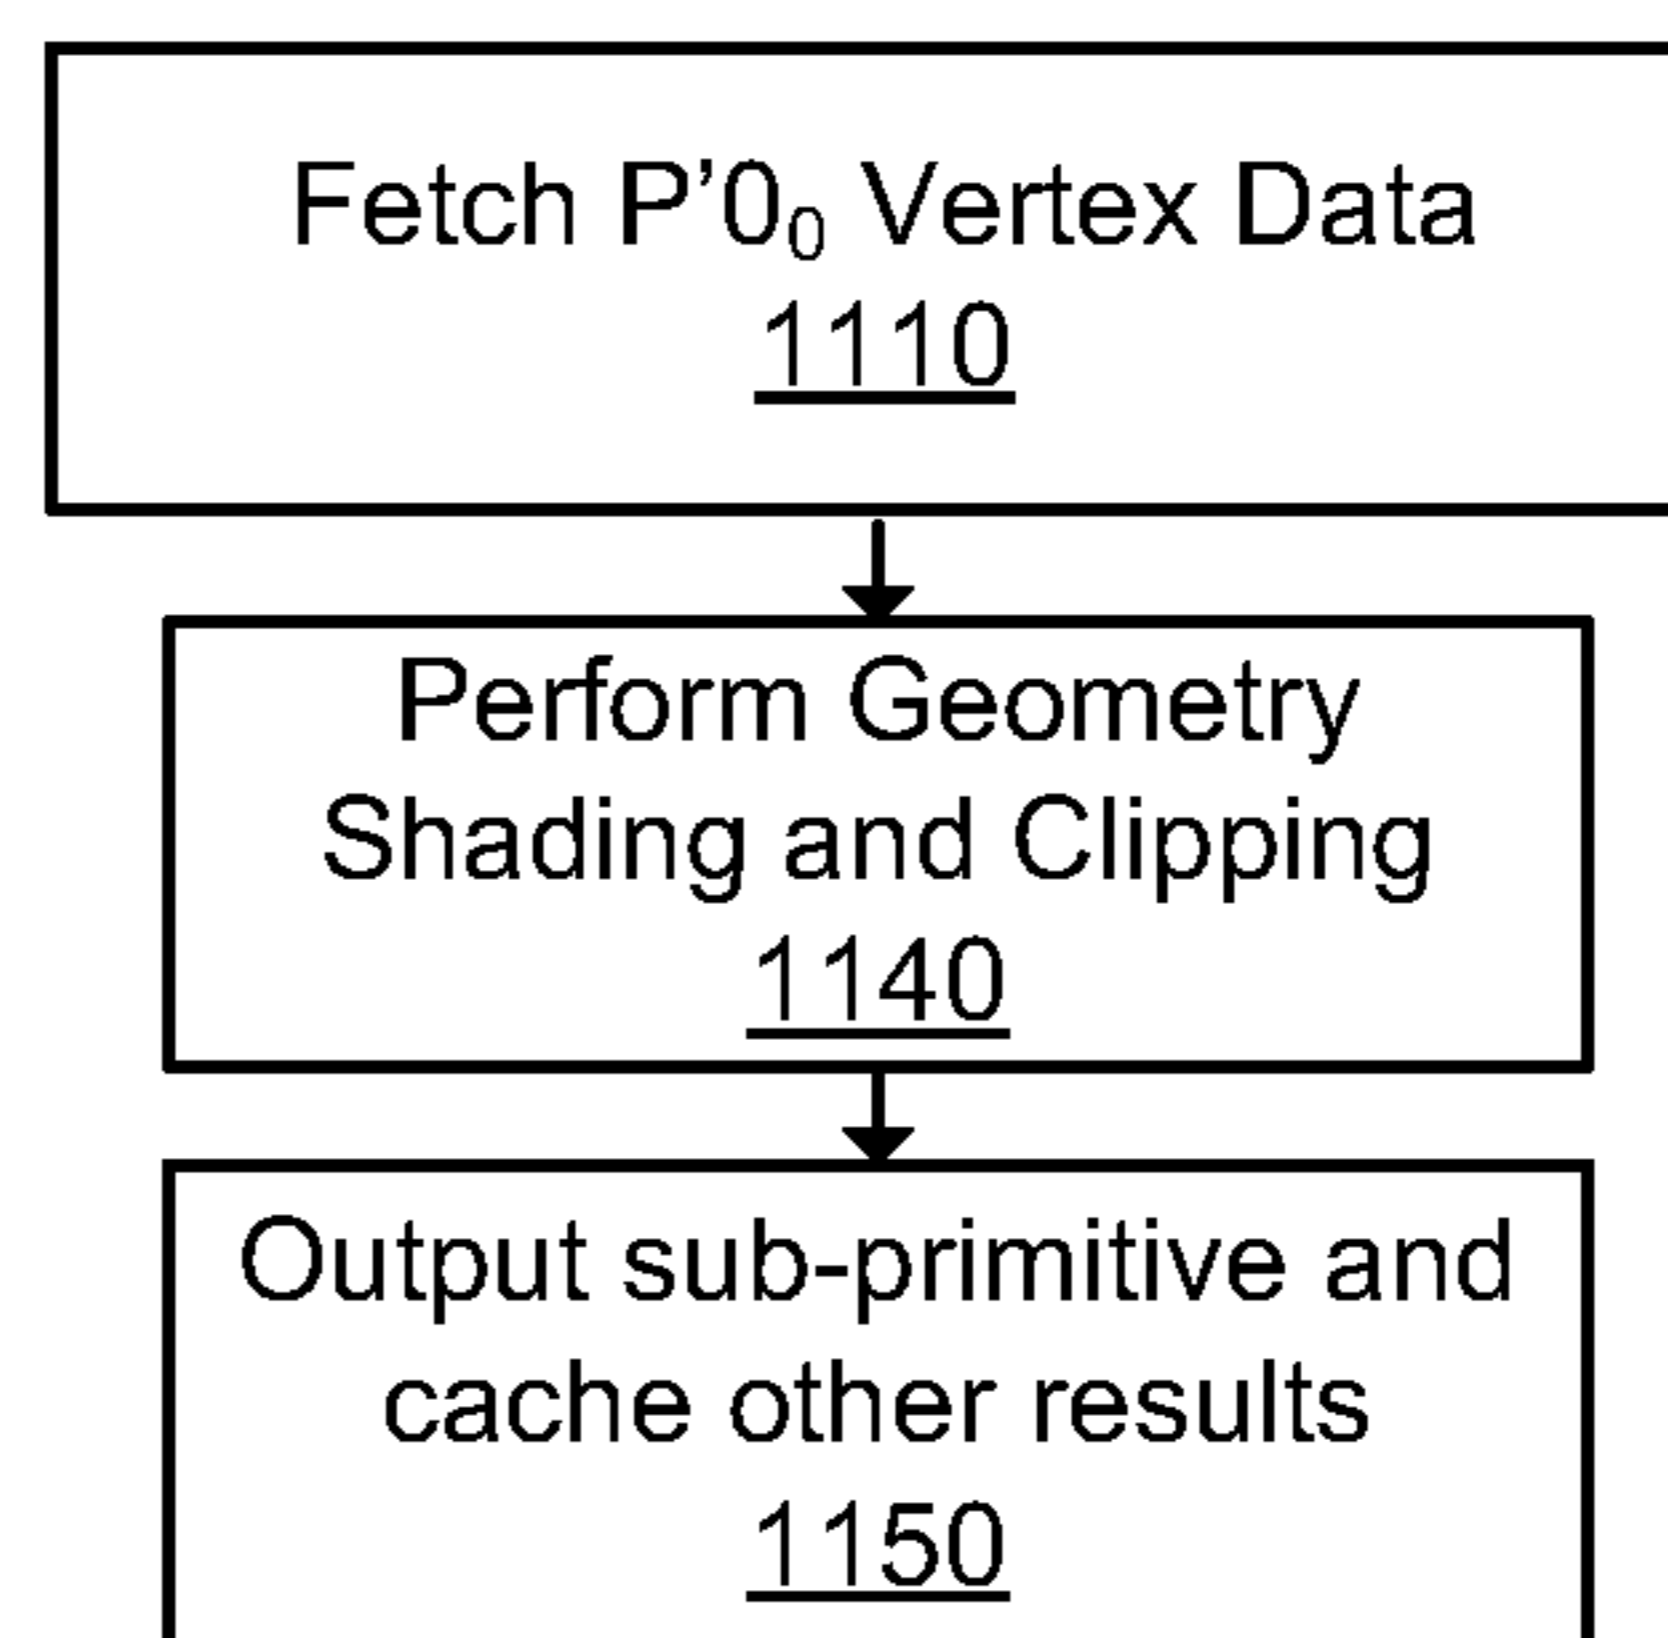 Fetch P’0₀ Vertex Data
1110
Perform Geometry
Shading and Clipping
1140
Output sub-primitive and
cache other results
1150